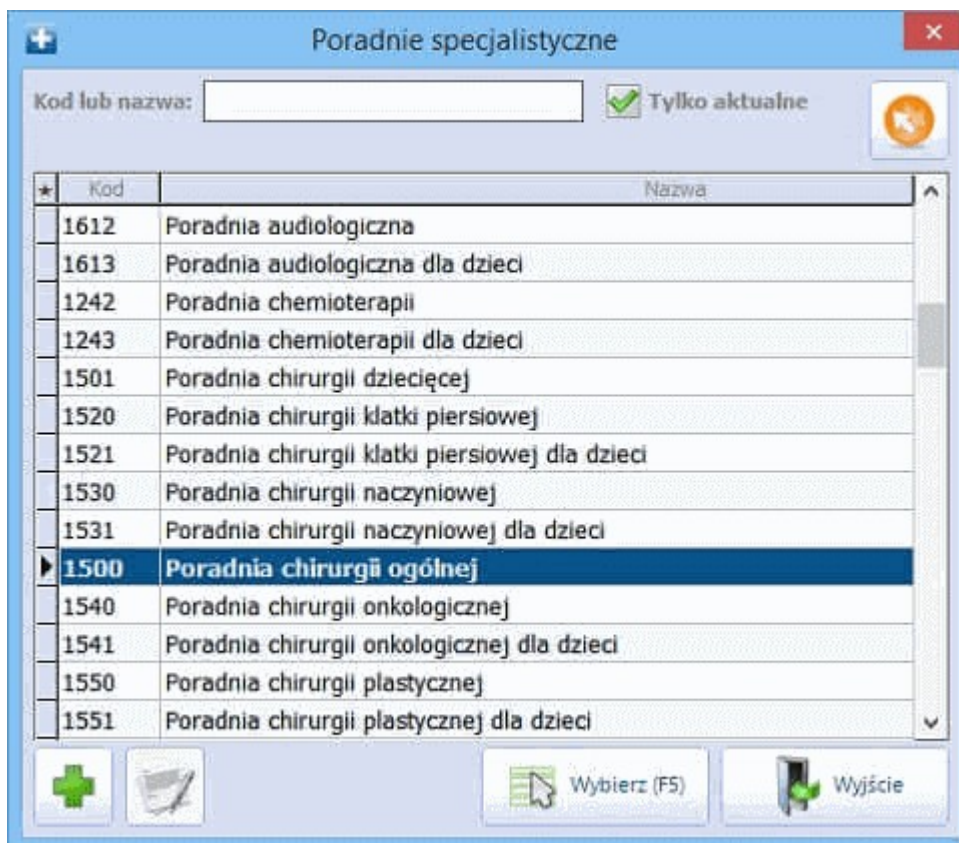 Poradnie specjalistyczne
Kod lub nazwa: Tylko aktualne
Kod Nazwa
1612 Poradnia audiologiczna
1613 Poradnia audiologiczna dla dzieci
1242 Poradnia chemioterapii
1243 Poradnia chemioterapii dla dzieci
1501 Poradnia chirurgii dziecięcej
1520 Poradnia chirurgii klatki piersiowej
1521 Poradnia chirurgii klatki piersiowej dla dzieci
1530 Poradnia chirurgii naczyniowej
1531 Poradnia chirurgii naczyniowej dla dzieci
1500 Poradnia chirurgii ogólnej
1540 Poradnia chirurgii onkologicznej
1541 Poradnia chirurgii onkologicznej dla dzieci
1550 Poradnia chirurgii plastycznej
1551 Poradnia chirurgii plastycznej dla dzieci
Wybierz (F5) Wyjście